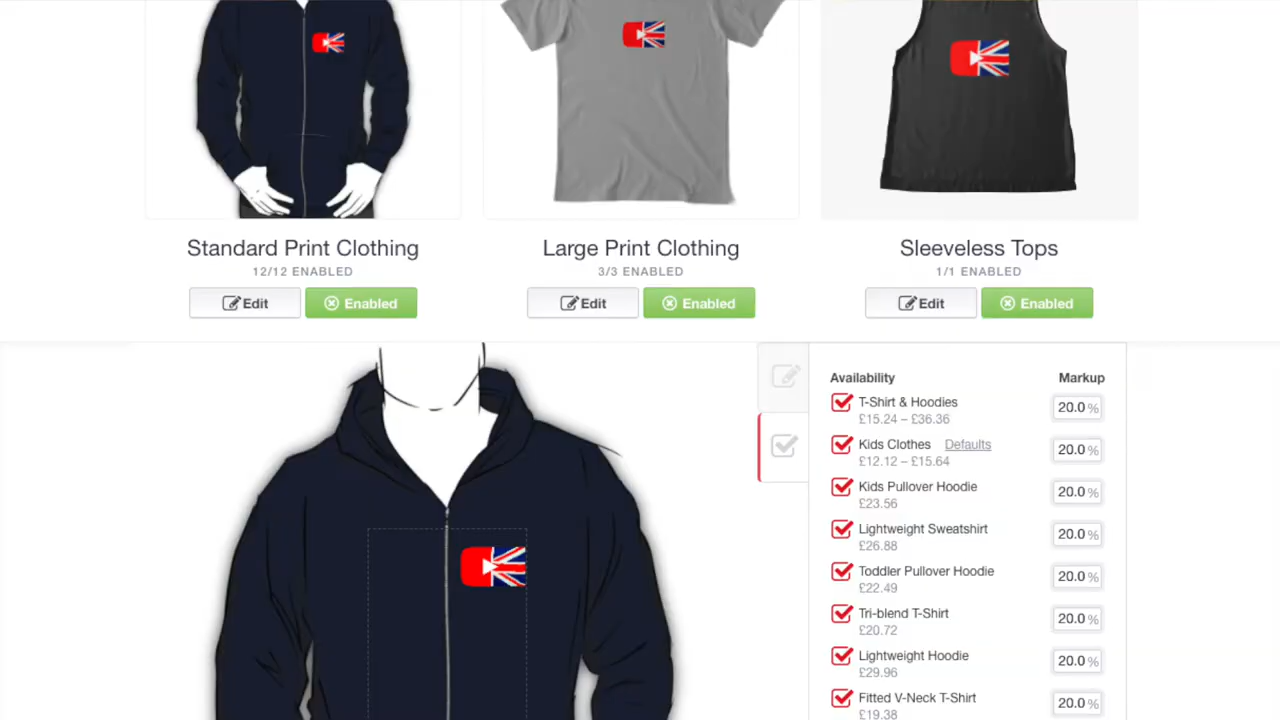 Standard Print Clothing
12/12 ENABLED
Edit
Enabled
Large Print Clothing
3/3 ENABLED
Edit
Enabled
Sleeveless Tops
1/1 ENABLED
Edit
Enabled
Availability Markup
T-Shirt & Hoodies 20.0 %
£15.24 – £36.36
Kids Clothes Defaults 20.0 %
£12.12 – £15.64
Kids Pullover Hoodie 20.0 %
£23.56
Lightweight Sweatshirt 20.0 %
£26.88
Toddler Pullover Hoodie 20.0 %
£22.49
Tri-blend T-Shirt 20.0 %
£20.72
Lightweight Hoodie 20.0 %
£29.96
Fitted V-Neck T-Shirt 20.0 %
£19.38